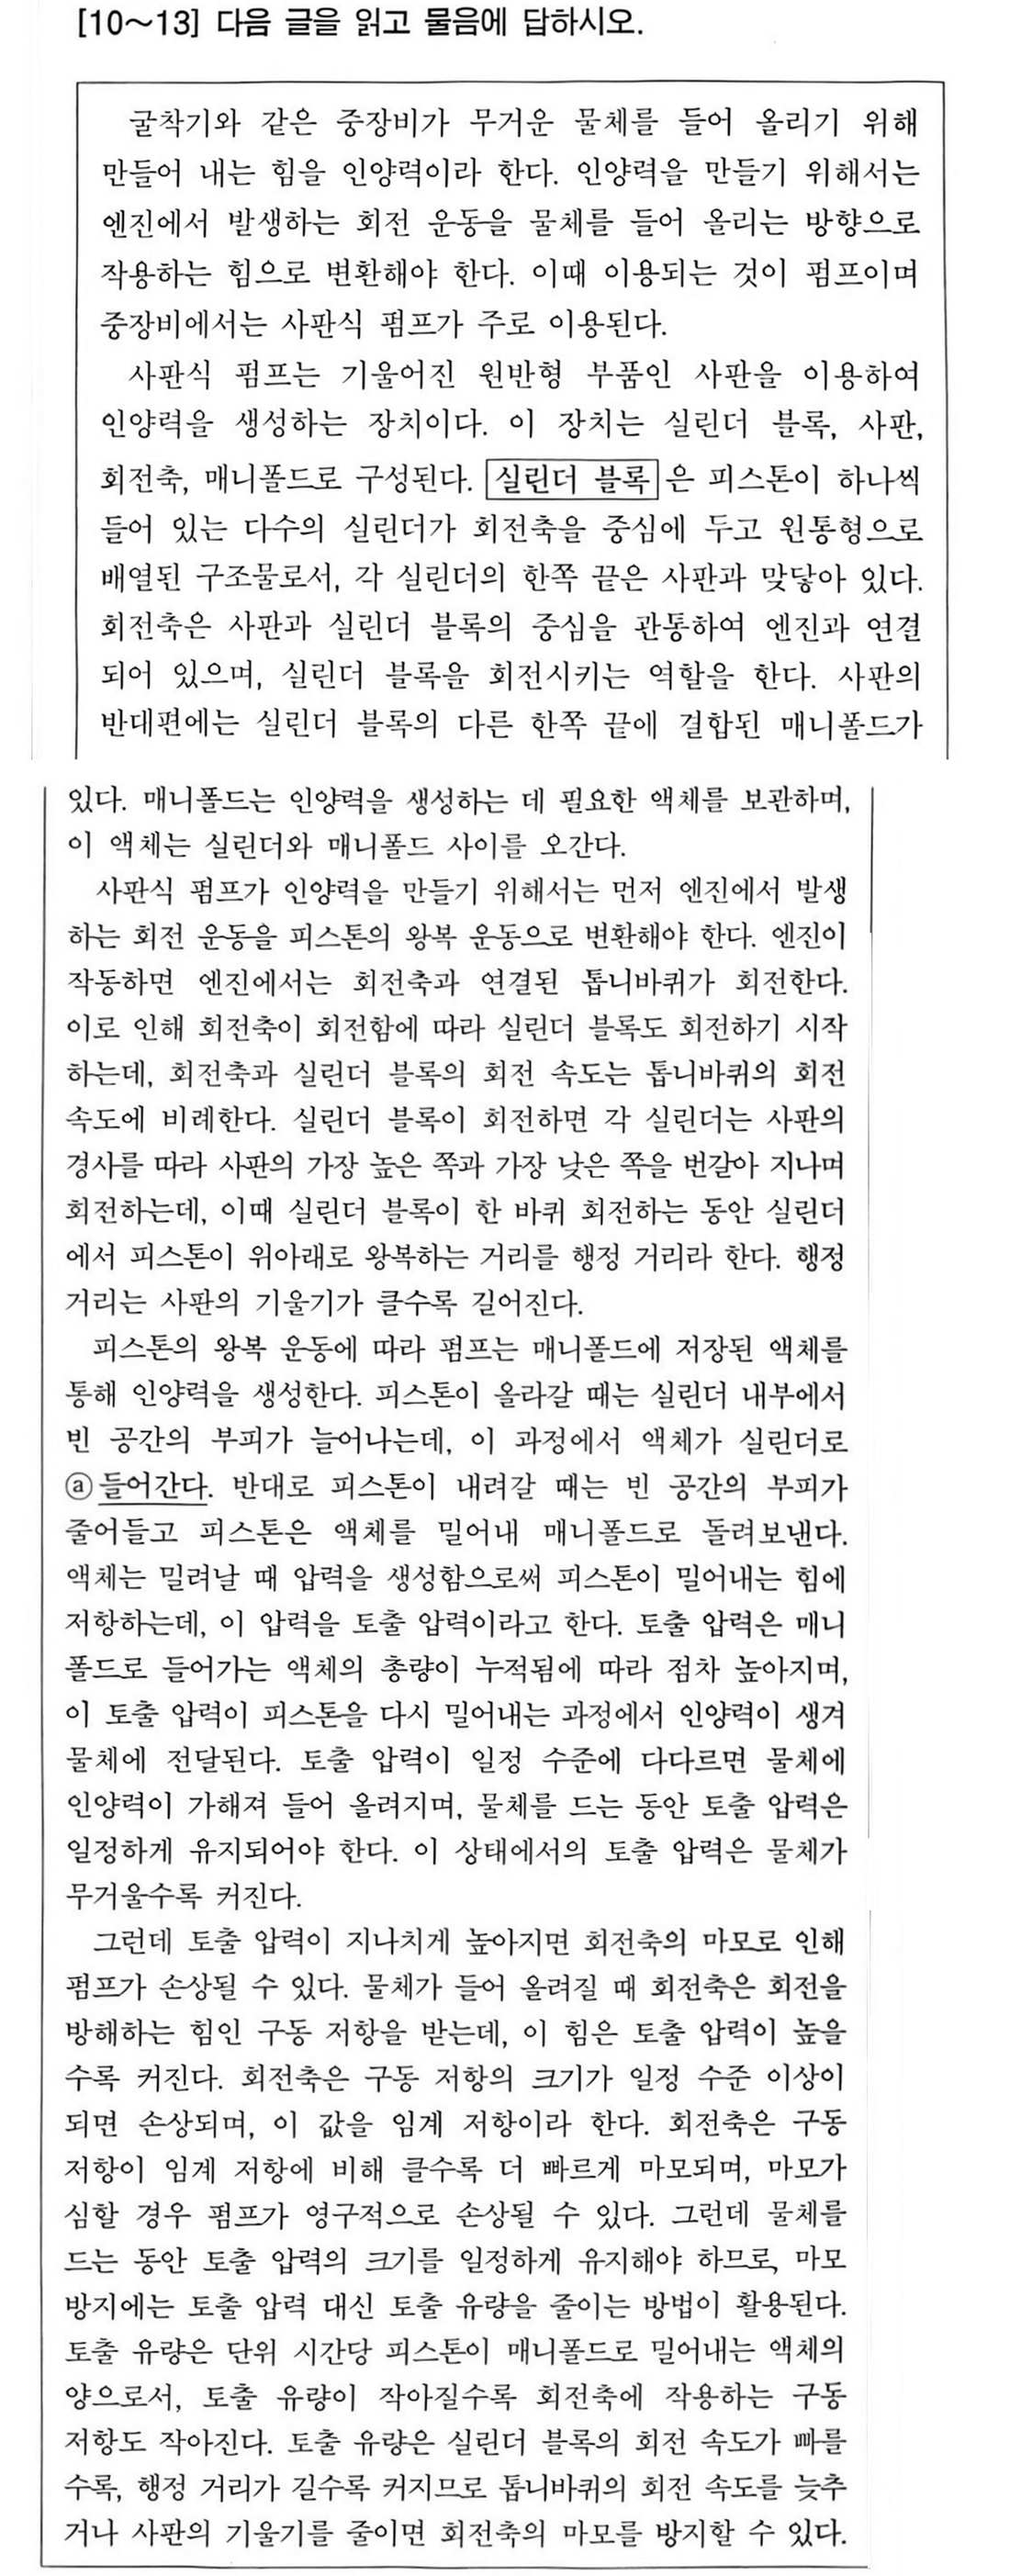 [10～13] 다음 글을 읽고 물음에 답하시오.
굴착기와 같은 중장비가 무거운 물체를 들어 올리기 위해
만들어 내는 힘을 인양력이라 한다. 인양력을 만들기 위해서는
엔진에서 발생하는 회전 운동을 물체를 들어 올리는 방향으로
작용하는 힘으로 변환해야 한다. 이때 이용되는 것이 펌프이며
중장비에서는 사판식 펌프가 주로 이용된다.
사판식 펌프는 기울어진 원반형 부품인 사판을 이용하여
인양력을 생성하는 장치이다. 이 장치는 실린더 블록, 사판,
회전축, 매니폴드로 구성된다. 실린더 블록은 피스톤이 하나씩
들어 있는 다수의 실린더가 회전축을 중심에 두고 원통형으로
배열된 구조물로서, 각 실린더의 한쪽 끝은 사판과 맞닿아 있다.
회전축은 사판과 실린더 블록의 중심을 관통하여 엔진과 연결
되어 있으며, 실린더 블록을 회전시키는 역할을 한다. 사판의
반대편에는 실린더 블록의 다른 한쪽 끝에 결합된 매니폴드가
있다. 매니폴드는 인양력을 생성하는 데 필요한 액체를 보관하며,
이 액체는 실린더와 매니폴드 사이를 오간다.
사판식 펌프가 인양력을 만들기 위해서는 먼저 엔진에서 발생
하는 회전 운동을 피스톤의 왕복 운동으로 변환해야 한다. 엔진이
작동하면 엔진에서는 회전축과 연결된 톱니바퀴가 회전한다.
이로 인해 회전축이 회전함에 따라 실린더 블록도 회전하기 시작
하는데, 회전축과 실린더 블록의 회전 속도는 톱니바퀴의 회전
속도에 비례한다. 실린더 블록이 회전하면 각 실린더는 사판의
경사를 따라 사판의 가장 높은 쪽과 가장 낮은 쪽을 번갈아 지나며
회전하는데, 이때 실린더 블록이 한 바퀴 회전하는 동안 실린더
에서 피스톤이 위아래로 왕복하는 거리를 행정 거리라 한다. 행정
거리는 사판의 기울기가 클수록 길어진다.
피스톤의 왕복 운동에 따라 펌프는 매니폴드에 저장된 액체를
통해 인양력을 생성한다. 피스톤이 올라갈 때는 실린더 내부에서
빈 공간의 부피가 늘어나는데, 이 과정에서 액체가 실린더로
ⓐ들어간다. 반대로 피스톤이 내려갈 때는 빈 공간의 부피가
줄어들고 피스톤은 액체를 밀어내 매니폴드로 돌려보낸다.
액체는 밀려날 때 압력을 생성함으로써 피스톤이 밀어내는 힘에
저항하는데, 이 압력을 토출 압력이라고 한다. 토출 압력은 매니
폴드로 들어가는 액체의 총량이 누적됨에 따라 점차 높아지며,
이 토출 압력이 피스톤을 다시 밀어내는 과정에서 인양력이 생겨
물체에 전달된다. 토출 압력이 일정 수준에 다다르면 물체에
인양력이 가해져 들어 올려지며, 물체를 드는 동안 토출 압력은
일정하게 유지되어야 한다. 이 상태에서의 토출 압력은 물체가
무거울수록 커진다.
그런데 토출 압력이 지나치게 높아지면 회전축의 마모로 인해
펌프가 손상될 수 있다. 물체가 들어 올려질 때 회전축은 회전을
방해하는 힘인 구동 저항을 받는데, 이 힘은 토출 압력이 높을
수록 커진다. 회전축은 구동 저항의 크기가 일정 수준 이상이
되면 손상되며, 이 값을 임계 저항이라 한다. 회전축은 구동
저항이 임계 저항에 비해 클수록 더 빠르게 마모되며, 마모가
심할 경우 펌프가 영구적으로 손상될 수 있다. 그런데 물체를
드는 동안 토출 압력의 크기를 일정하게 유지해야 하므로, 마모
방지에는 토출 압력 대신 토출 유량을 줄이는 방법이 활용된다.
토출 유량은 단위 시간당 피스톤이 매니폴드로 밀어내는 액체의
양으로서, 토출 유량이 작아질수록 회전축에 작용하는 구동
저항도 작아진다. 토출 유량은 실린더 블록의 회전 속도가 빠를
수록, 행정 거리가 길수록 커지므로 톱니바퀴의 회전 속도를 늦추
거나 사판의 기울기를 줄이면 회전축의 마모를 방지할 수 있다.